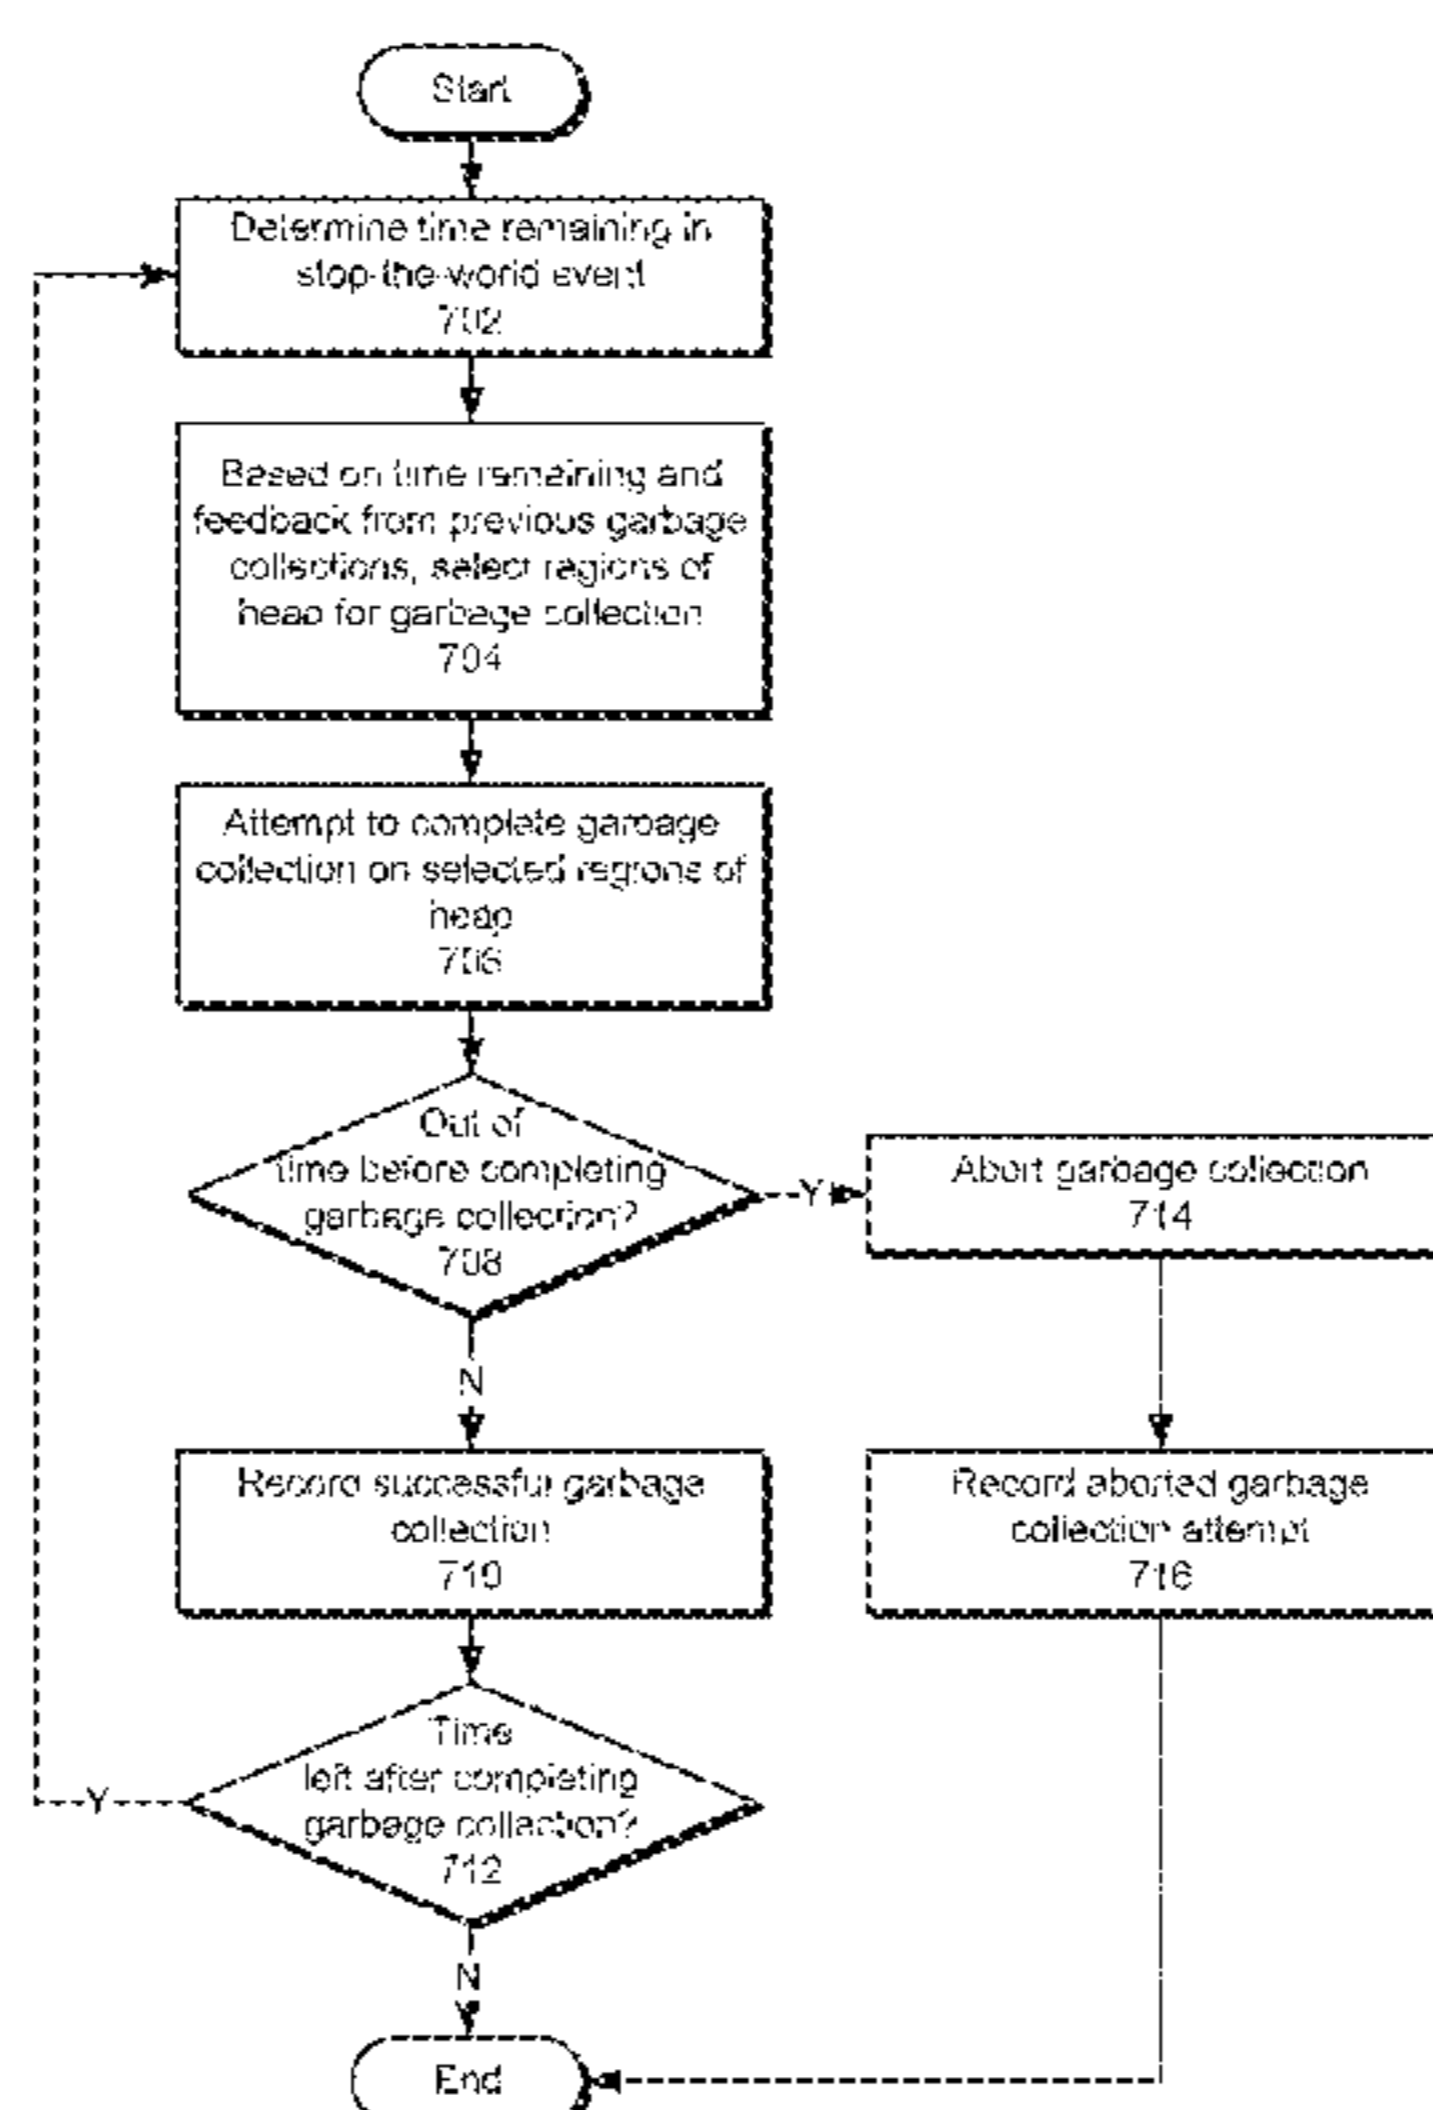 Start
Determine time remaining in
stop-the-world event
702
Based on time remaining and
feedback from previous garbage
collections, select regions of
heap for garbage collection
704
Attempt to complete garbage
collection on selected regions of
heap
706
Out of
time before completing
garbage collection?
708
Y
Abort garbage collection
714
N
Record successful garbage
collection
710
Record aborted garbage
collection attempt
716
Time
left after completing
garbage collection?
712
Y
N
End